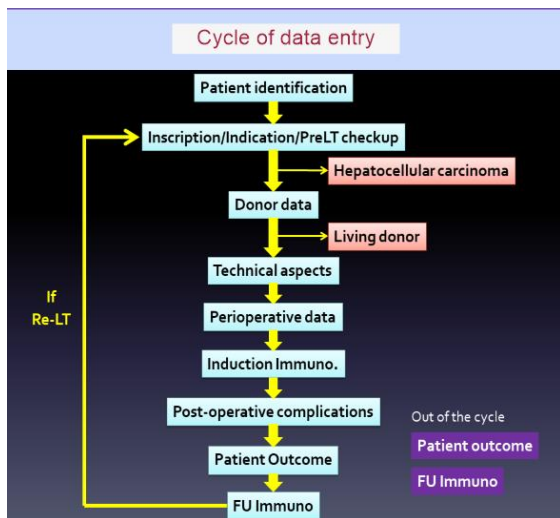 Cycle of data entry
Patient identification
Inscription/Indication/PreLT checkup
Hepatocellular carcinoma
Donor data
Living donor
Technical aspects
If
Re-LT
Perioperative data
Induction Immuno.
Post-operative complications
Out of the cycle
Patient outcome
Patient Outcome
FU Immuno
FU Immuno